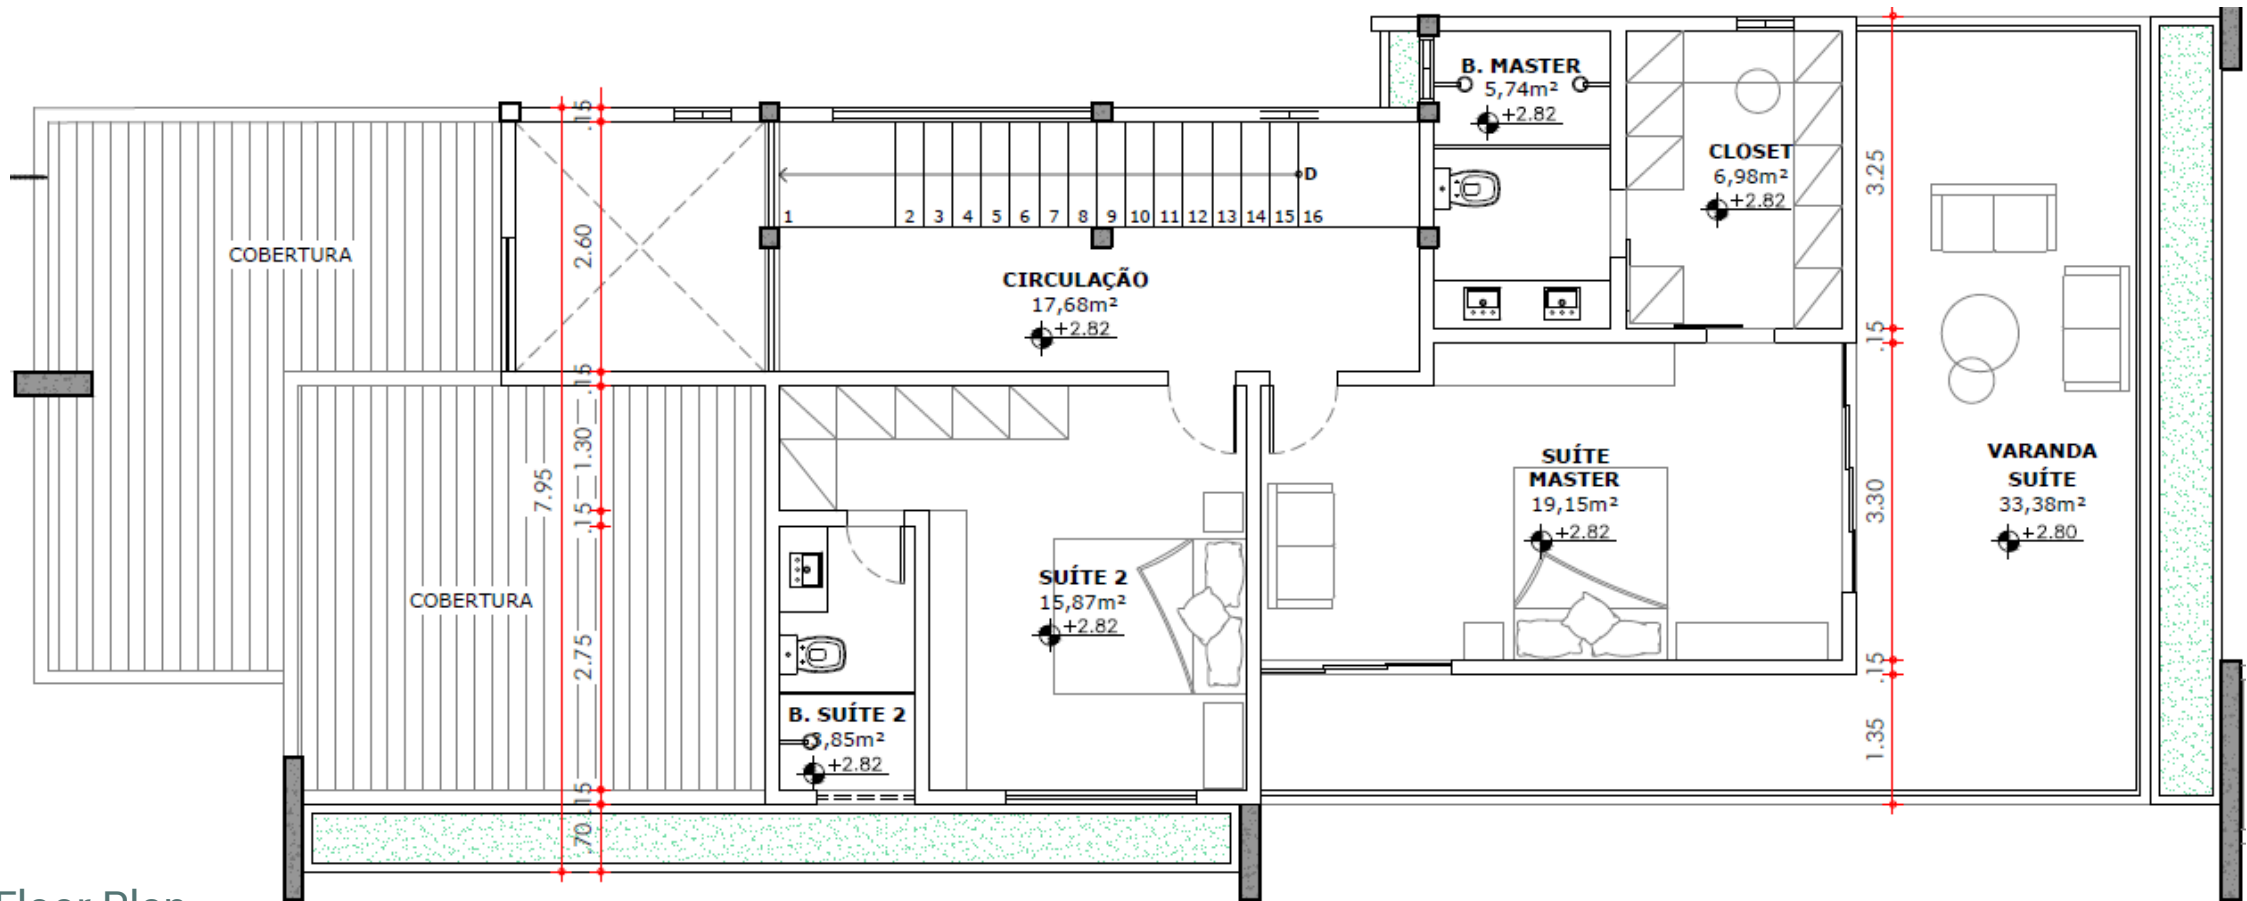 B. MASTER
5,74m²
+2.82
CLOSET
6,98m²
+2.82
COBERTURA
D
1 2 3 4 5 6 7 8 9 10 11 12 13 14 15 16
CIRCULAÇÃO
17,68m²
+2.82
SUÍTE
MASTER
19,15m²
+2.82
VARANDA
SUÍTE
33,38m²
+2.80
COBERTURA
SUÍTE 2
15,87m²
+2.82
B. SUÍTE 2
3,85m²
+2.82
7.95
.15
2.60
.15
1.30
.15
2.75
.15
.70
3.25
.15
3.30
.15
1.35
Floor Plan